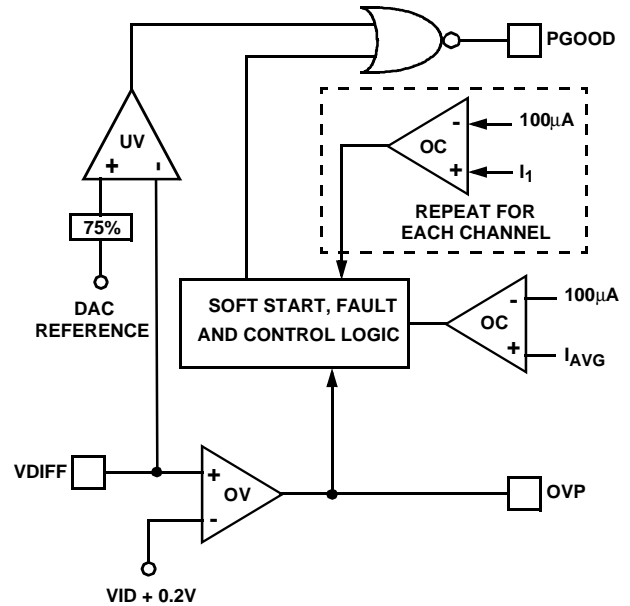 PGOOD
100µA
-
OC
+
I1
REPEAT FOR
EACH CHANNEL
UV
+ -
75%
DAC
REFERENCE
SOFT START, FAULT
AND CONTROL LOGIC
100µA
-
OC
+
IAVG
VDIFF
+
OV
-
OVP
VID + 0.2V